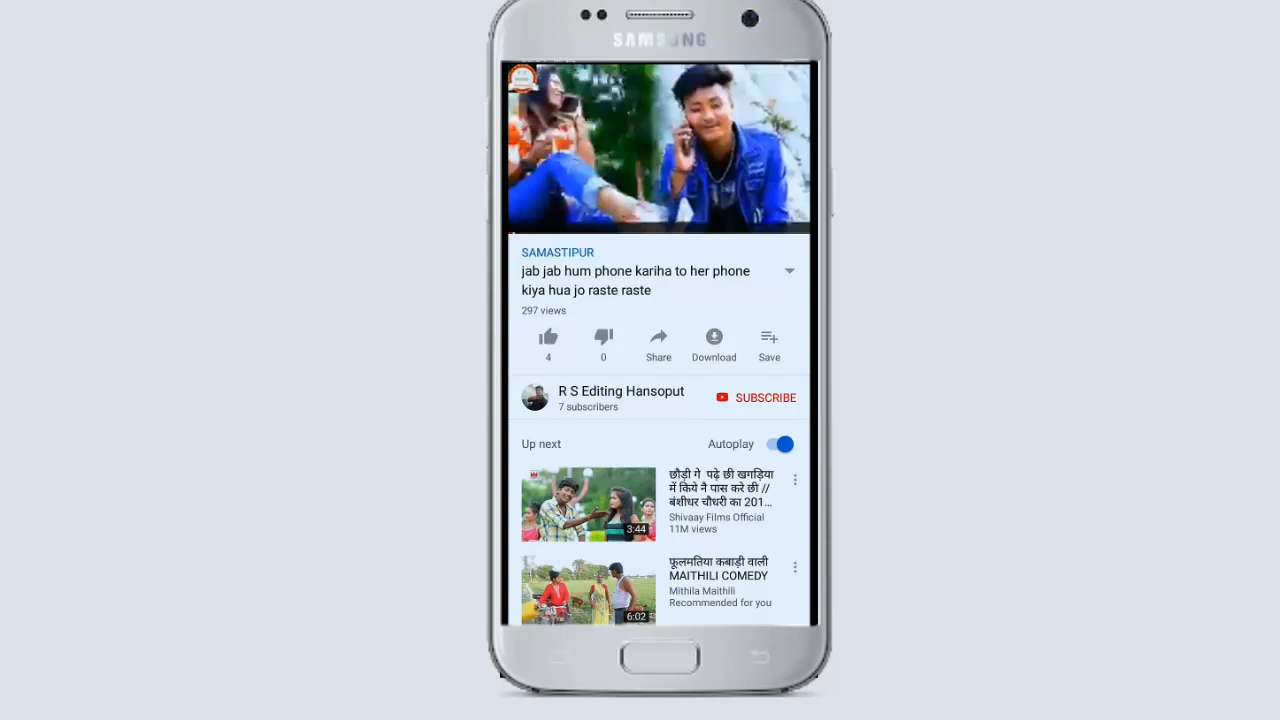 SAMSUNG
SAMASTIPUR
jab jab hum phone kariha to her phone
kiya hua jo raste raste
297 views
4
0
Share
Download
Save
R S Editing Hansoput
7 subscribers
SUBSCRIBE
Up next
Autoplay
छौड़ी गे पढ़े छी खगड़िया
में किये नै पास करे छी //
बंशीधर चौधरी का 201...
Shivaay Films Official
11M views
3:44
फूलमतिया कबाड़ी वाली
MAITHILI COMEDY
Mithila Maithili
Recommended for you
6:02